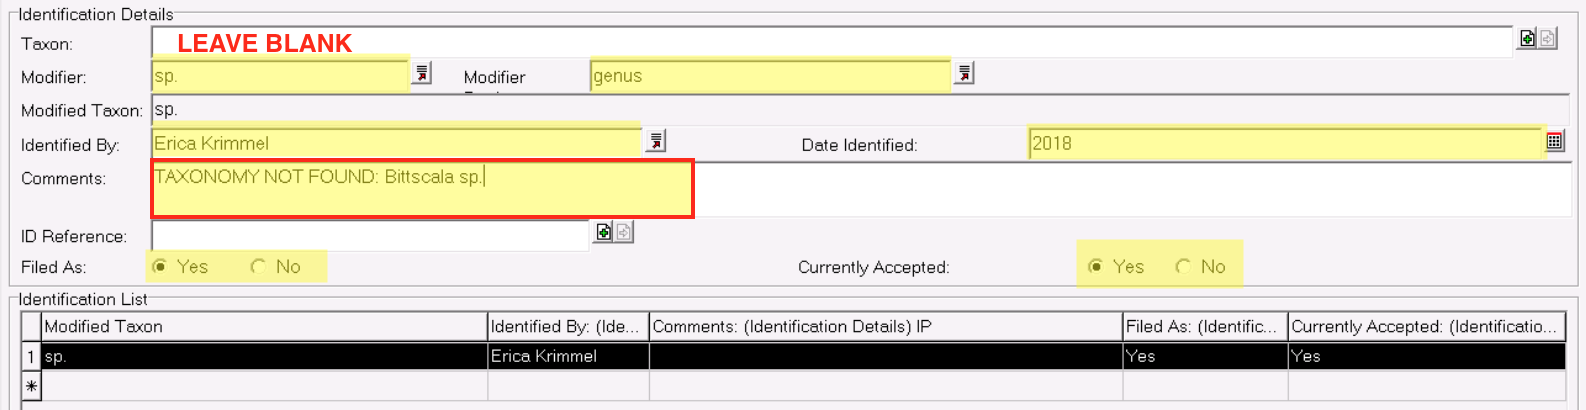 Identification Details
Taxon: LEAVE BLANK
Modifier: sp. Modifier genus
Modified Taxon: sp.
Identified By: Erica Krimmel Date Identified: 2018
Comments: TAXONOMY NOT FOUND: Bittscala sp.
ID Reference:
Filed As: Yes No Currently Accepted: Yes No
Identification List
Modified Taxon Identified By: (Ide... Comments: (Identification Details) IP Filed As: (Identific... Currently Accepted: (Identificatio...
1 sp. Erica Krimmel Yes Yes
*